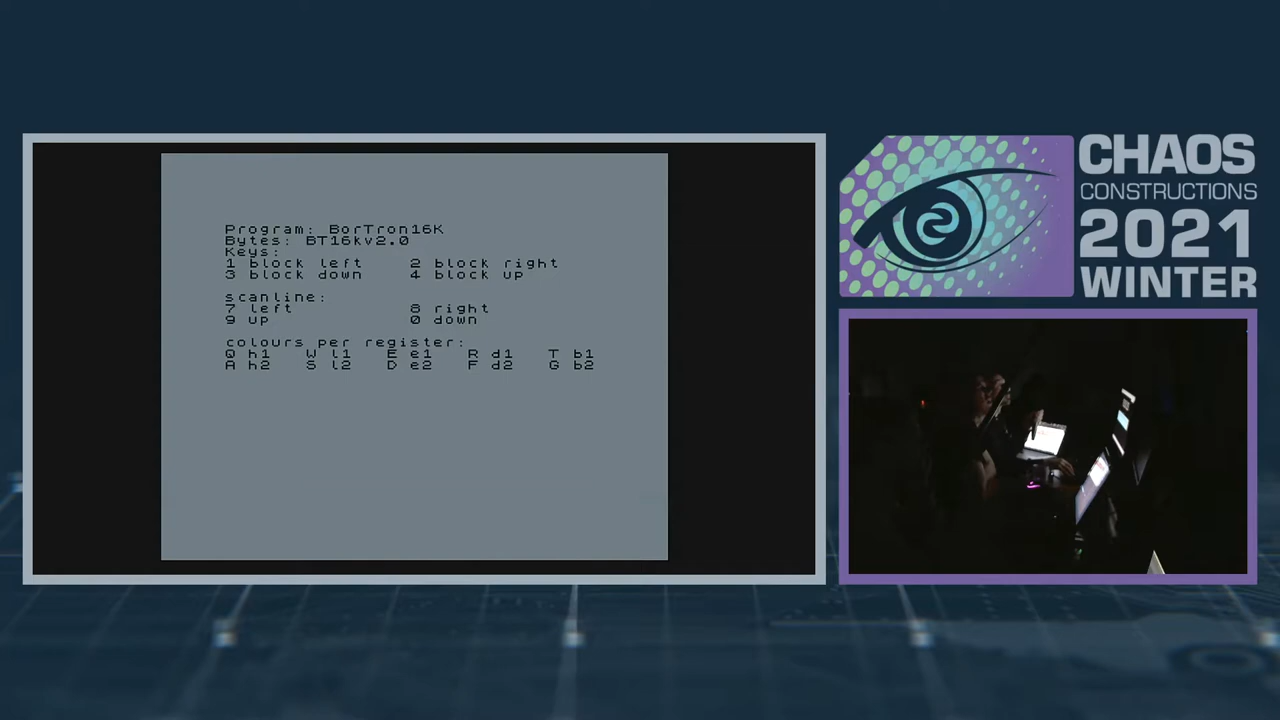 Program: BorTron16K
Bytes: BT16kv2.0
Keys:
1 block left 2 block right
3 block down 4 block up
scanline:
7 left 8 right
9 up 0 down
colours per register:
Q h1 W l1 E e1 R d1 T b1
A h2 S l2 D e2 F d2 G b2
CHAOS
CONSTRUCTIONS
2021
WINTER